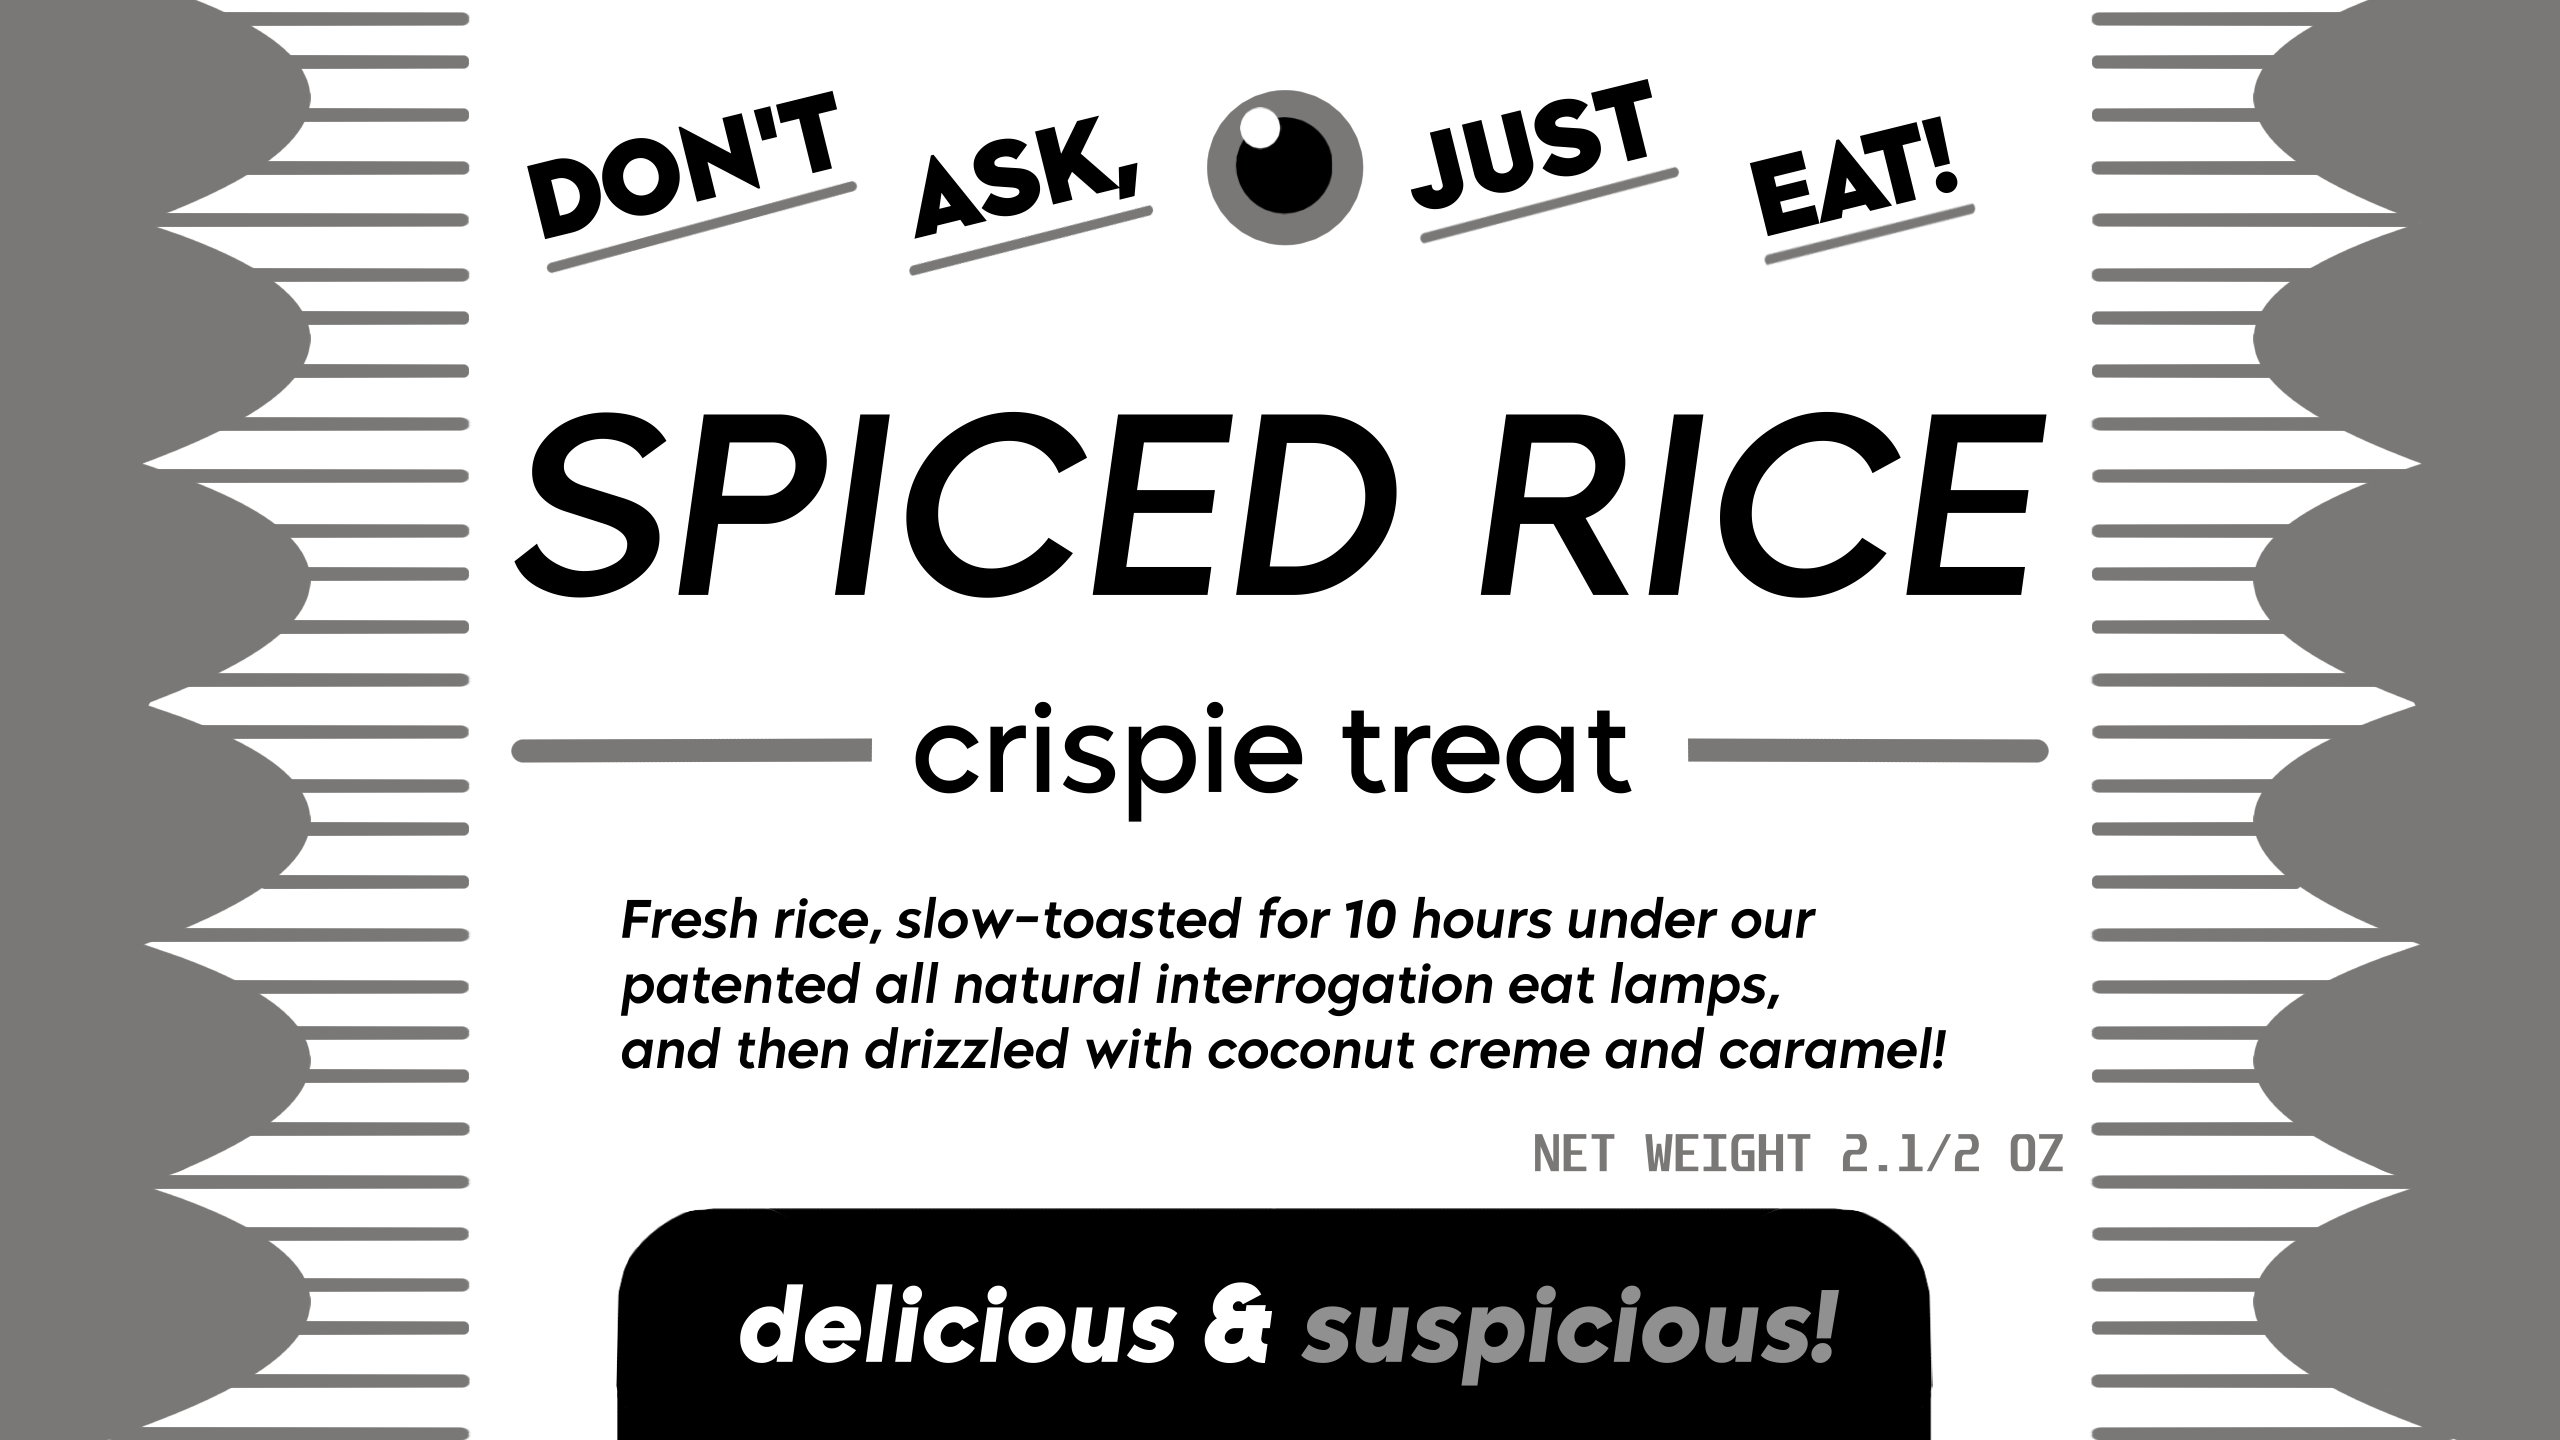 DON'T ASK, JUST EAT!
SPICED RICE
crispie treat
Fresh rice, slow-toasted for 10 hours under our
patented all natural interrogation eat lamps,
and then drizzled with coconut creme and caramel!
NET WEIGHT 2.1/2 OZ
delicious & suspicious!